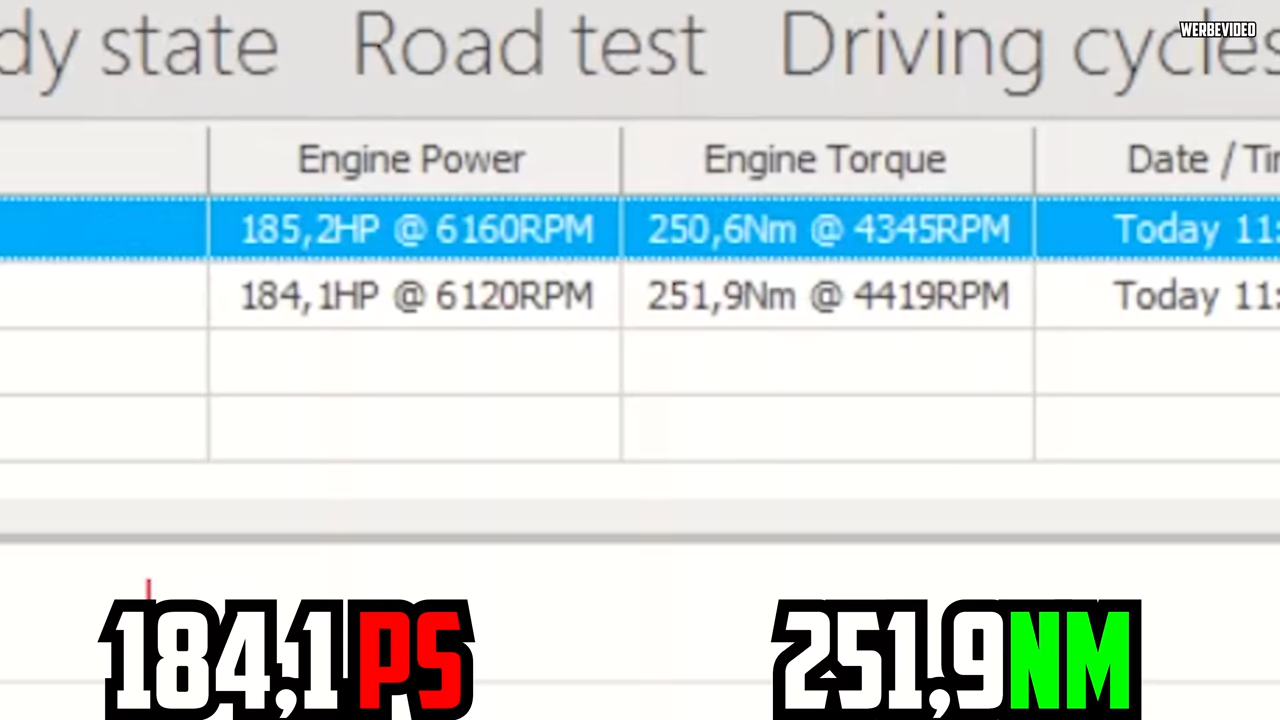 WERBEVIDEO
dy state Road test Driving cycles
Engine Power Engine Torque Date / Tir
185,2HP @ 6160RPM 250,6Nm @ 4345RPM Today 11:
184,1HP @ 6120RPM 251,9Nm @ 4419RPM Today 11:
184,1PS 251,9NM